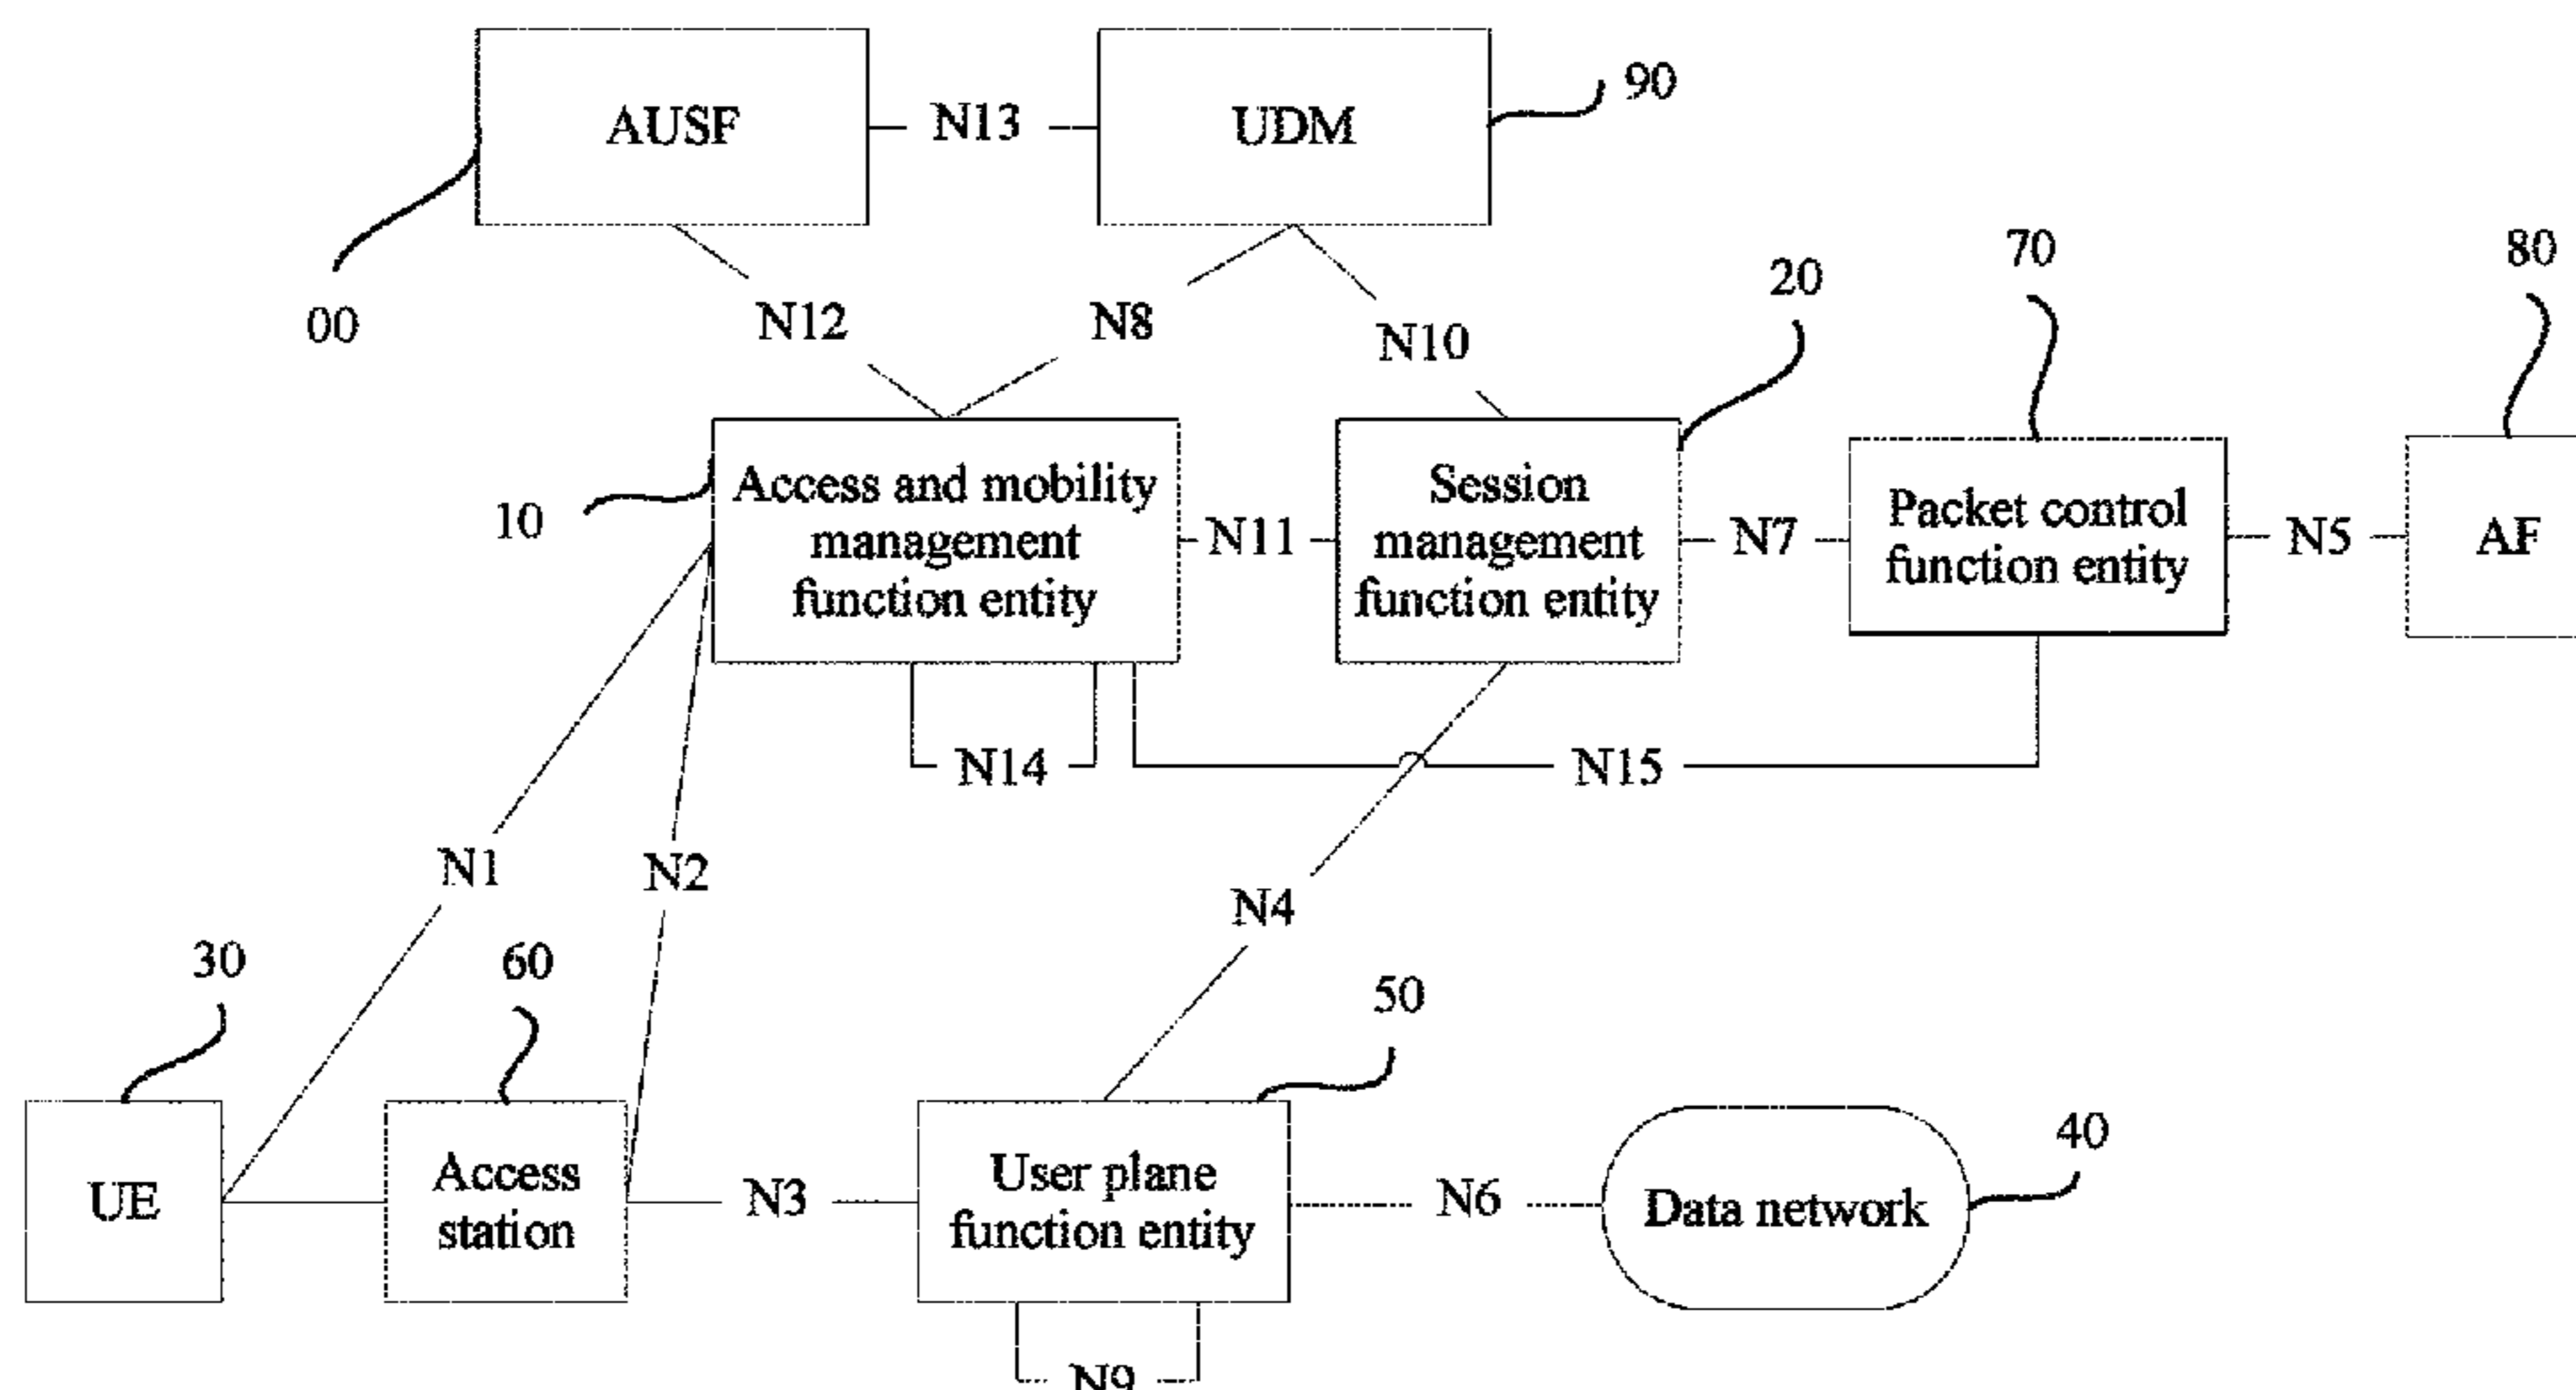 AUSF
N13
UDM
90
00
N12
N8
N10
20
70
80
10
Access and mobility
management
function entity
N11
Session
management
function entity
N7
Packet control
function entity
N5
AF
N14
N15
N1
N2
N4
30
60
50
UE
Access
station
N3
User plane
function entity
N6
Data network
40
N9